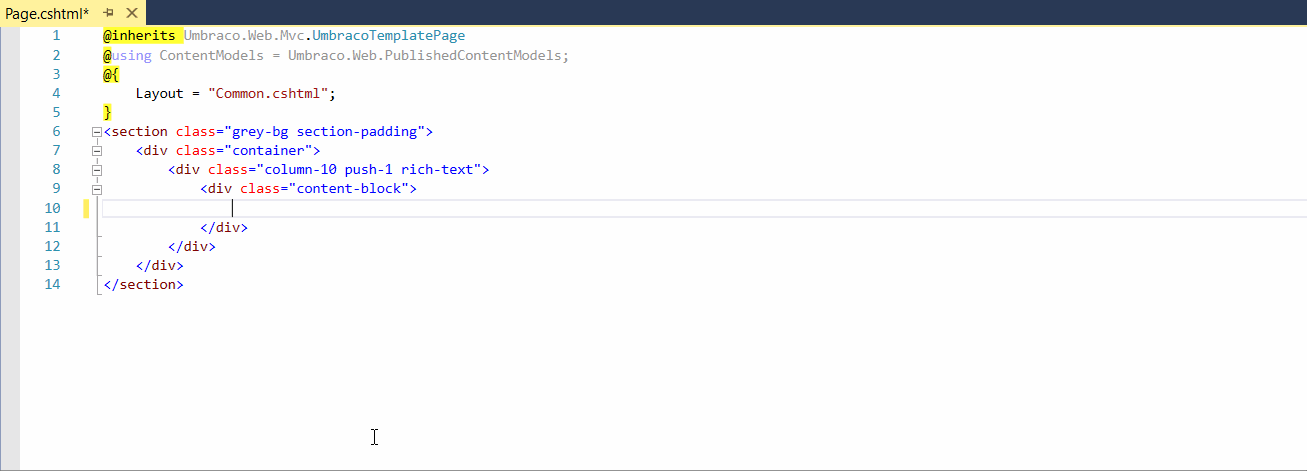 Page.cshtml*
1 @inherits Umbraco.Web.Mvc.UmbracoTemplatePage
2 @using ContentModels = Umbraco.Web.PublishedContentModels;
3 @{
4     Layout = "Common.cshtml";
5 }
6 <section class="grey-bg section-padding">
7     <div class="container">
8         <div class="column-10 push-1 rich-text">
9             <div class="content-block">
10
11             </div>
12         </div>
13     </div>
14 </section>